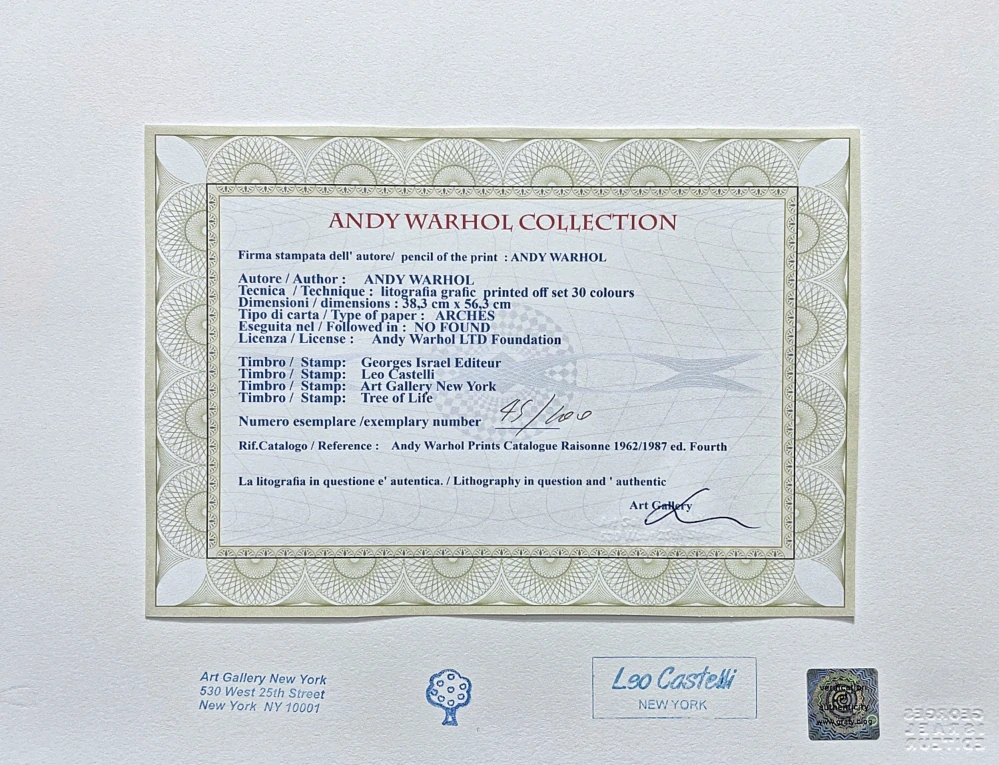 ANDY WARHOL COLLECTION
Firma stampata dell' autore/ pencil of the print : ANDY WARHOL
Autore / Author : ANDY WARHOL
Tecnica / Technique : litografia grafic printed off set 30 colours
Dimensioni / dimensions : 38,3 cm x 56,3 cm
Tipo di carta / Type of paper : ARCHES
Eseguita nel / Followed in : NO FOUND
Licenza / License : Andy Warhol LTD Foundation
Timbro / Stamp: Georges Israel Editeur
Timbro / Stamp: Leo Castelli
Timbro / Stamp: Art Gallery New York
Timbro / Stamp: Tree of Life
Numero esemplare /exemplary number 45/100
Rif.Catalogo / Reference : Andy Warhol Prints Catalogue Raisonne 1962/1987 ed. Fourth
La litografia in questione e' autentica. / Lithography in question and ' authentic
Art Gallery
Art Gallery New York
530 West 25th Street
New York NY 10001
Leo Castelli
NEW YORK
authenticity
GEORGES
ISRAEL
EDITEUR